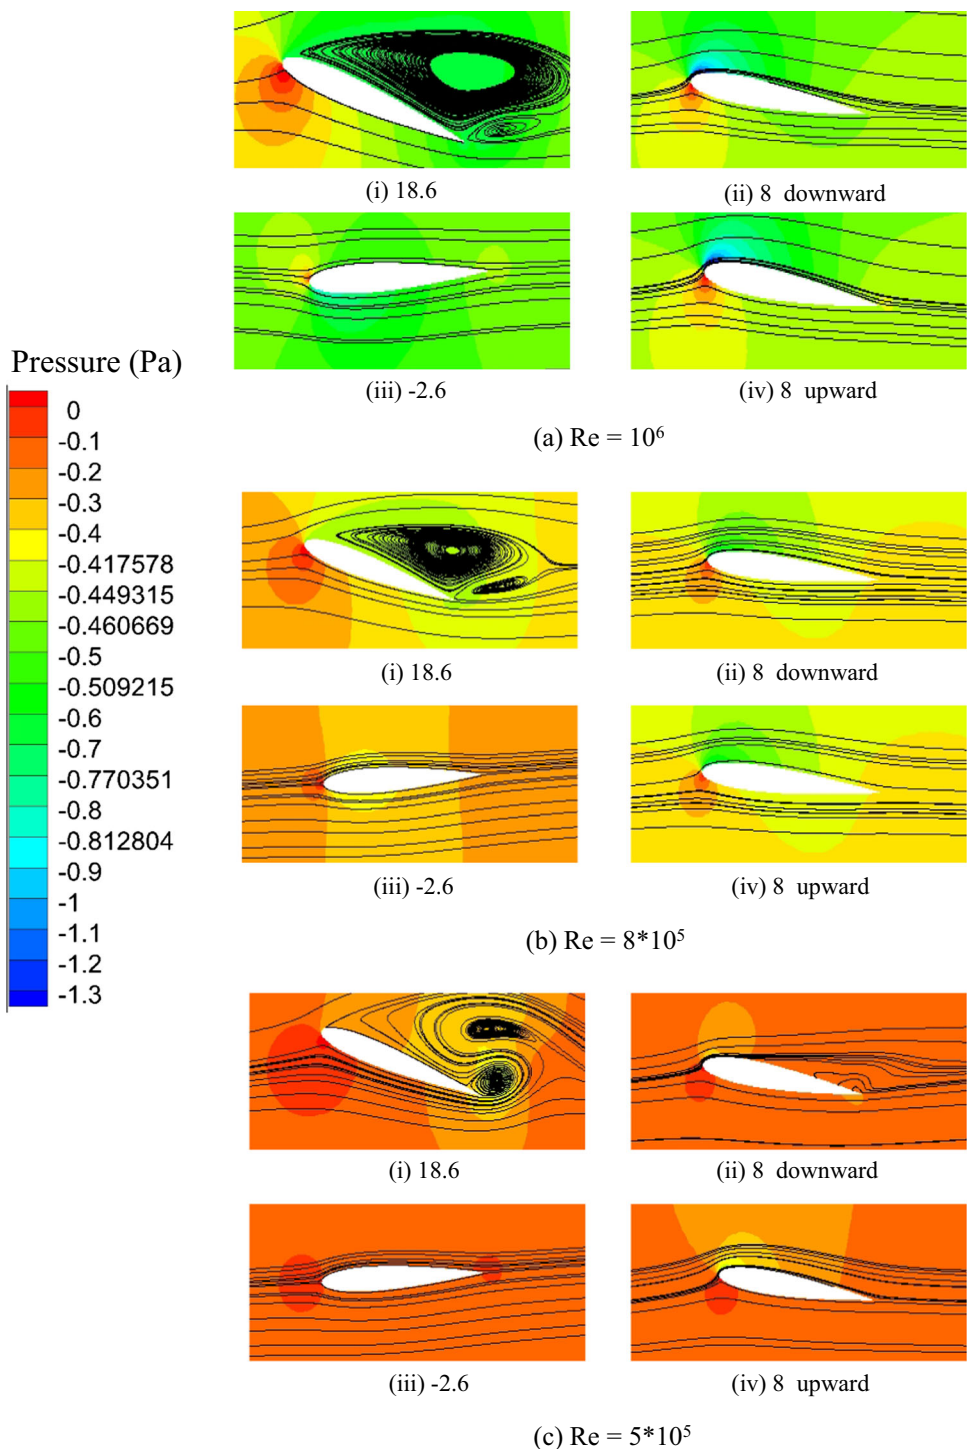 (i) 18.6
(ii) 8 downward
(iii) -2.6
(iv) 8 upward
(a) Re = 10⁶
Pressure (Pa)
0
-0.1
-0.2
-0.3
-0.4
-0.417578
-0.449315
-0.460669
-0.5
-0.509215
-0.6
-0.7
-0.770351
-0.8
-0.812804
-0.9
-1
-1.1
-1.2
-1.3
(i) 18.6
(ii) 8 downward
(iii) -2.6
(iv) 8 upward
(b) Re = 8*10⁵
(i) 18.6
(ii) 8 downward
(iii) -2.6
(iv) 8 upward
(c) Re = 5*10⁵